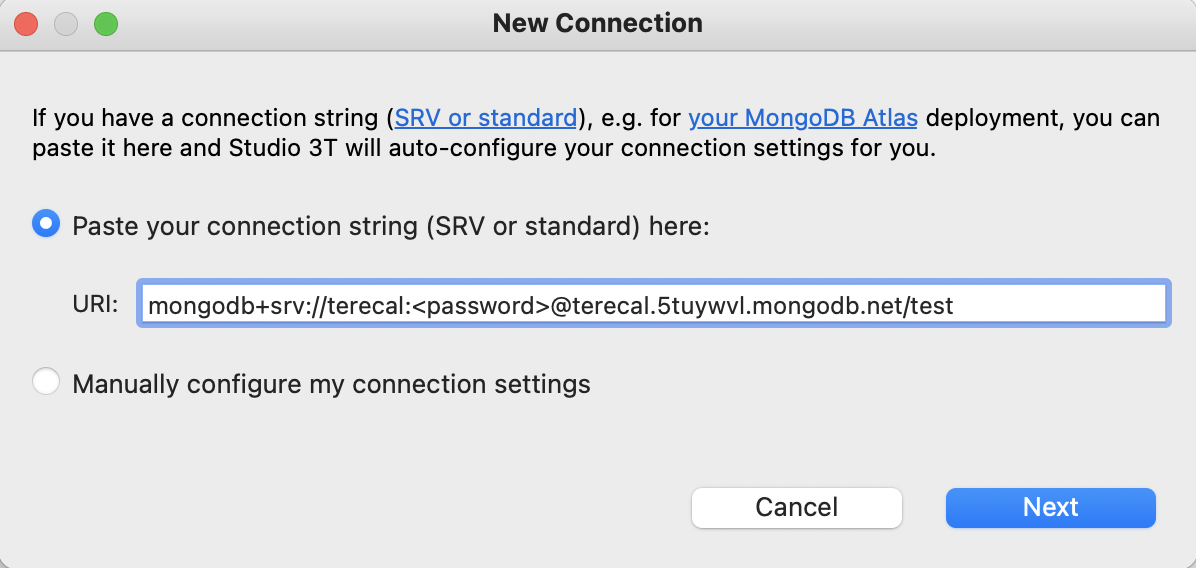 New Connection
If you have a connection string (SRV or standard), e.g. for your MongoDB Atlas deployment, you can
paste it here and Studio 3T will auto-configure your connection settings for you.
Paste your connection string (SRV or standard) here:
URI: mongodb+srv://terecal:<password>@terecal.5tuywvl.mongodb.net/test
Manually configure my connection settings
Cancel Next